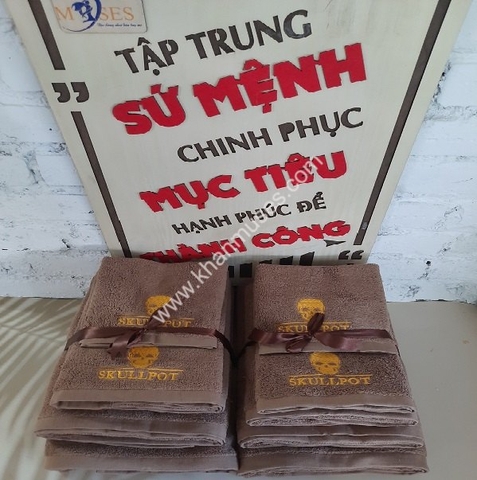 MUSES
TẬP TRUNG
SỨ MỆNH
CHINH PHỤC
MỤC TIÊU
HẠNH PHÚC ĐỂ
THÀNH CÔNG
www.khanmuses.com
SKULLPOT
SKULLPOT
SKULLPOT
SKULLPOT